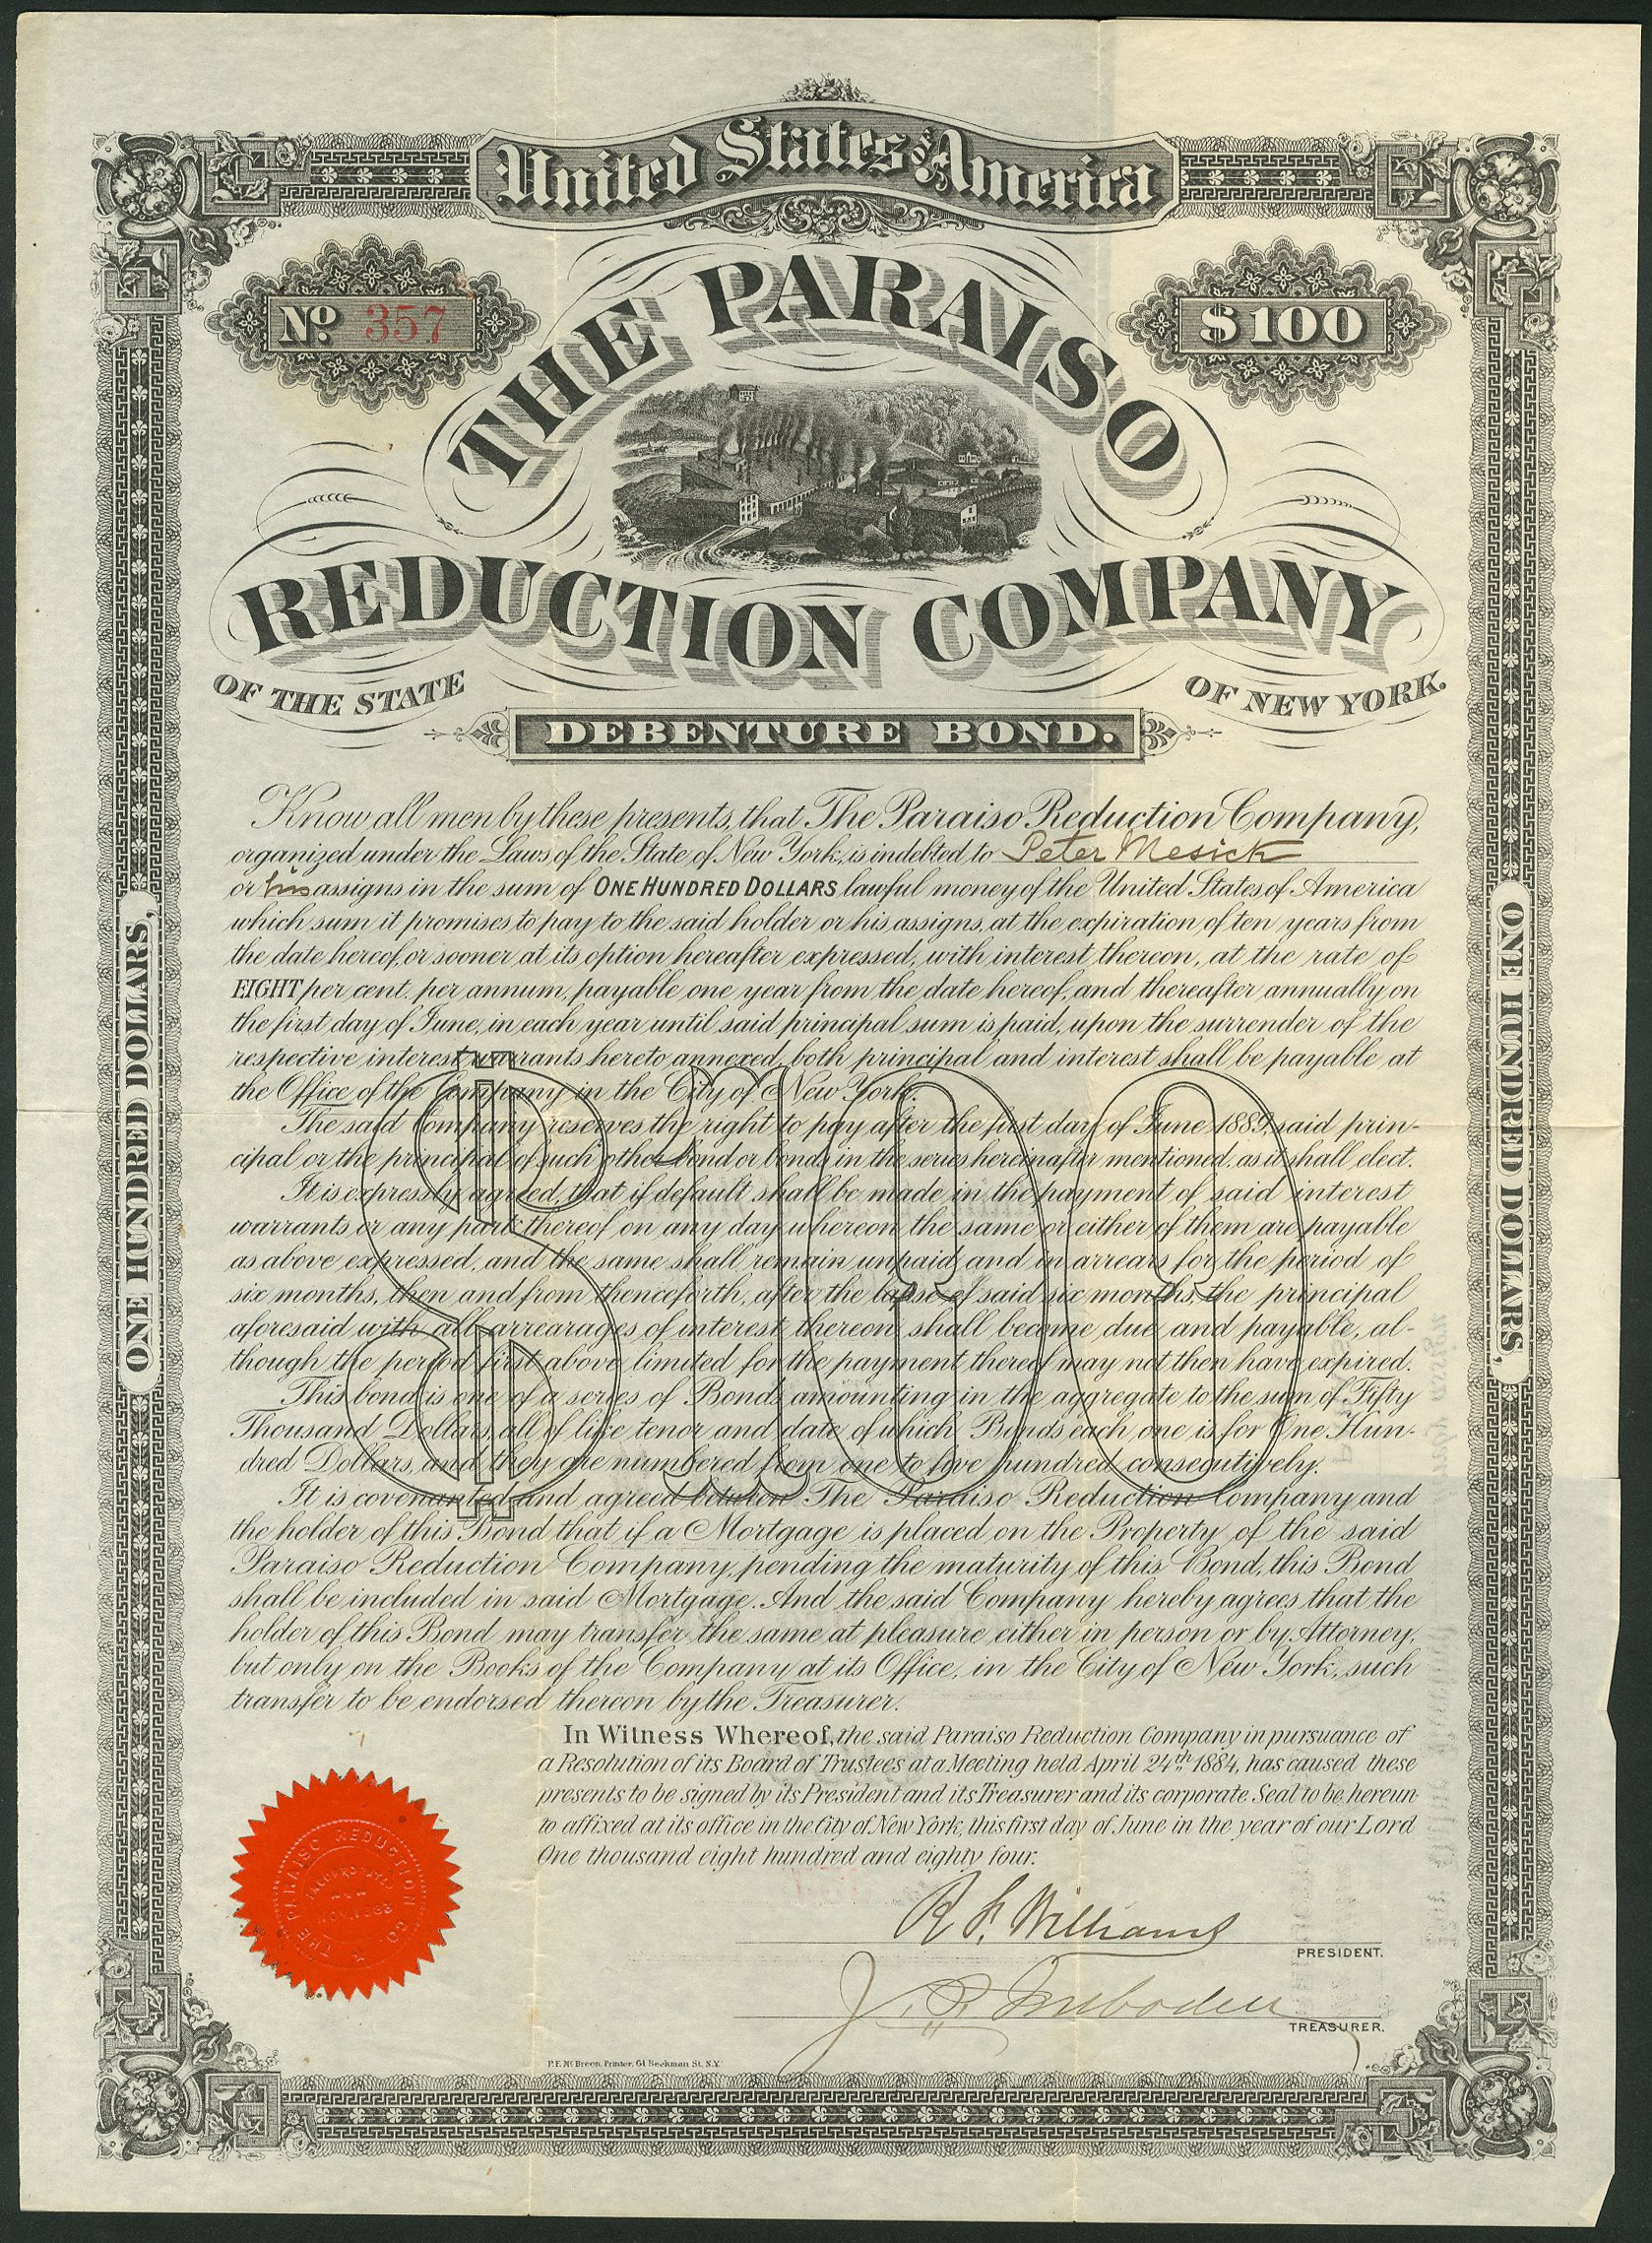 United States of America
No. 357
$100
THE PARAISO
REDUCTION COMPANY
OF THE STATE
OF NEW YORK.
DEBENTURE BOND.
Know all men by these presents, that The Paraiso Reduction Company,
organized under the Laws of the State of New York, is indebted to Peter Mesick
or his assigns in the sum of ONE HUNDRED DOLLARS lawful money of the United States of America
which sum it promises to pay to the said holder or his assigns, at the expiration of ten years from
the date hereof, or sooner at its option hereafter expressed, with interest thereon, at the rate of
EIGHT per cent. per annum, payable one year from the date hereof, and thereafter annually on
the first day of June, in each year until said principal sum is paid, upon the surrender of the
respective interest warrants hereto annexed, both principal and interest shall be payable at
the Office of the Company in the City of New York.
The said Company reserves the right to pay after the first day of June 1889, said prin-
cipal or the principal of such other bond or bonds in the series hereinafter mentioned, as it shall elect.
It is expressly agreed, that if default shall be made in the payment of said interest
warrants or any part thereof on any day whereon the same or either of them are payable
as above expressed, and the same shall remain unpaid and in arrears for the period of
six months, then and from thenceforth, after the lapse of said six months, the principal
aforesaid with all arrearages of interest thereon, shall become due and payable, al-
though the period first above limited for the payment thereof may not then have expired.
This bond is one of a series of Bonds amounting in the aggregate to the sum of Fifty
Thousand Dollars, all of like tenor and date of which Bonds each one is for One Hun-
dred Dollars, and they are numbered from one to five hundred consecutively.
It is covenanted and agreed between The Paraiso Reduction Company and
the holder of this Bond that if a Mortgage is placed on the Property of the said
Paraiso Reduction Company, pending the maturity of this Bond, this Bond
shall be included in said Mortgage. And the said Company hereby agrees that the
holder of this Bond may transfer the same at pleasure either in person or by Attorney,
but only on the Books of the Company at its Office, in the City of New York, such
transfer to be endorsed thereon by the Treasurer.
$100
In Witness Whereof, the said Paraiso Reduction Company in pursuance of
a Resolution of its Board of Trustees at a Meeting held April 24th 1884, has caused these
presents to be signed by its President and its Treasurer and its corporate Seal to be hereun-
to affixed at its office in the City of New York, this first day of June in the year of our Lord
One thousand eight hundred and eighty four.
R F Williams
PRESIDENT.
TREASURER.
THE PARAISO REDUCTION CO
INCORPORATED
P.F. McBreen, Printer, 61 Beekman St., N.Y.
ONE HUNDRED DOLLARS,
ONE HUNDRED DOLLARS,